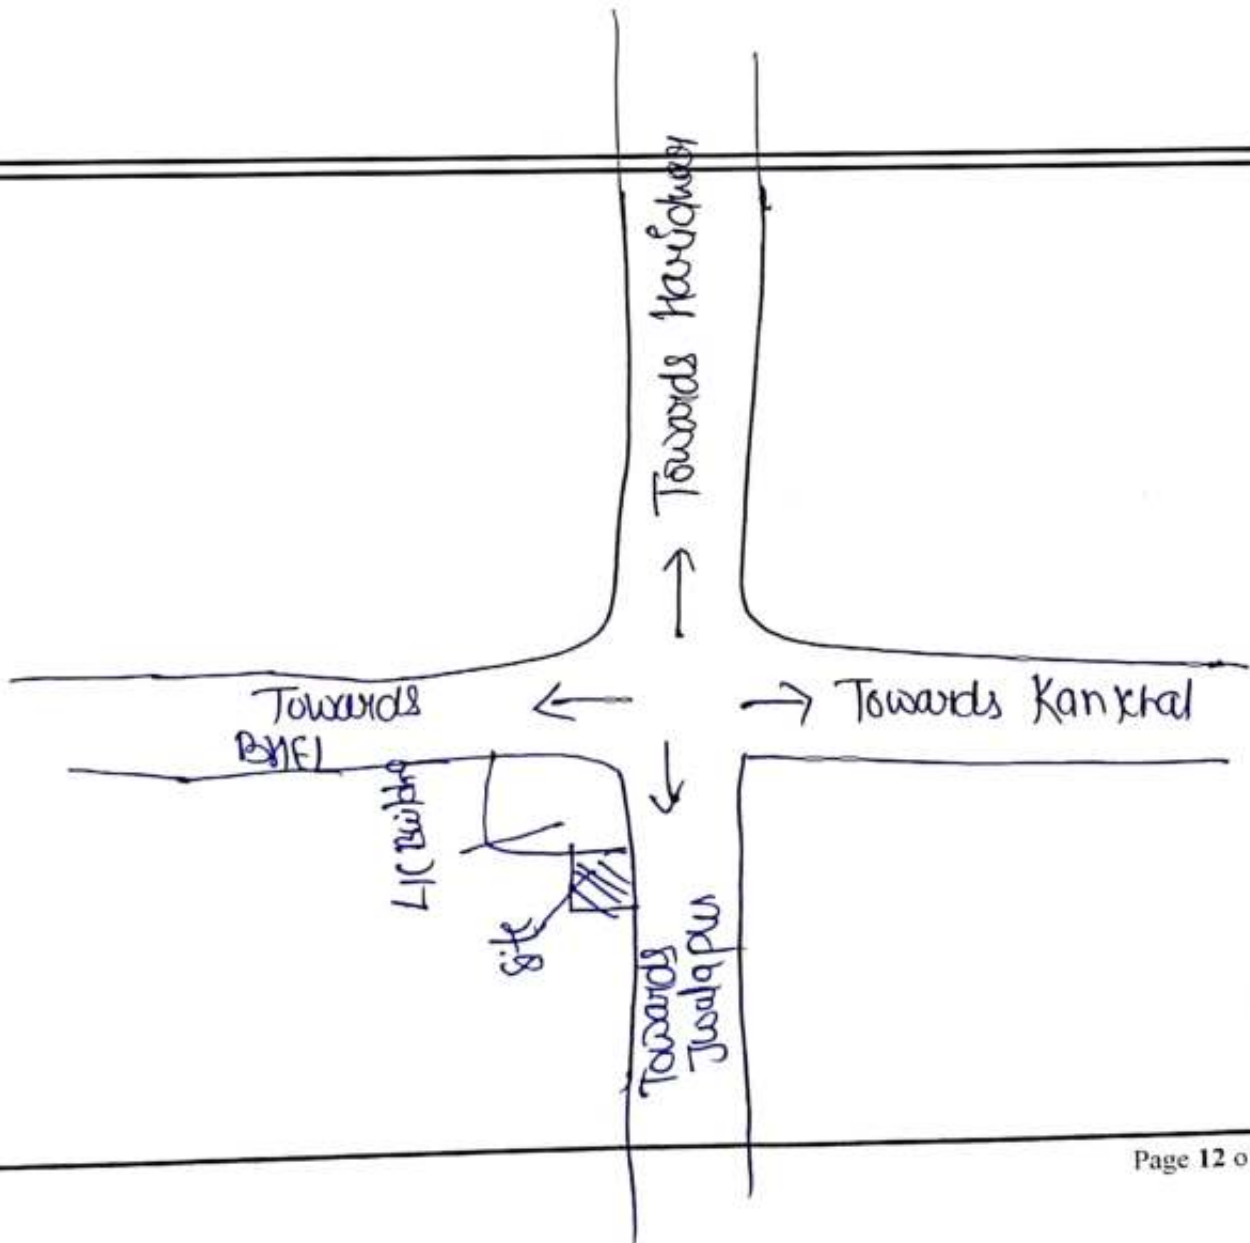 Towards Haridwar
Towards
BHEL
Towards Kankhal
LIC Building
Site
Towards
Jwalapur
Page 12 o